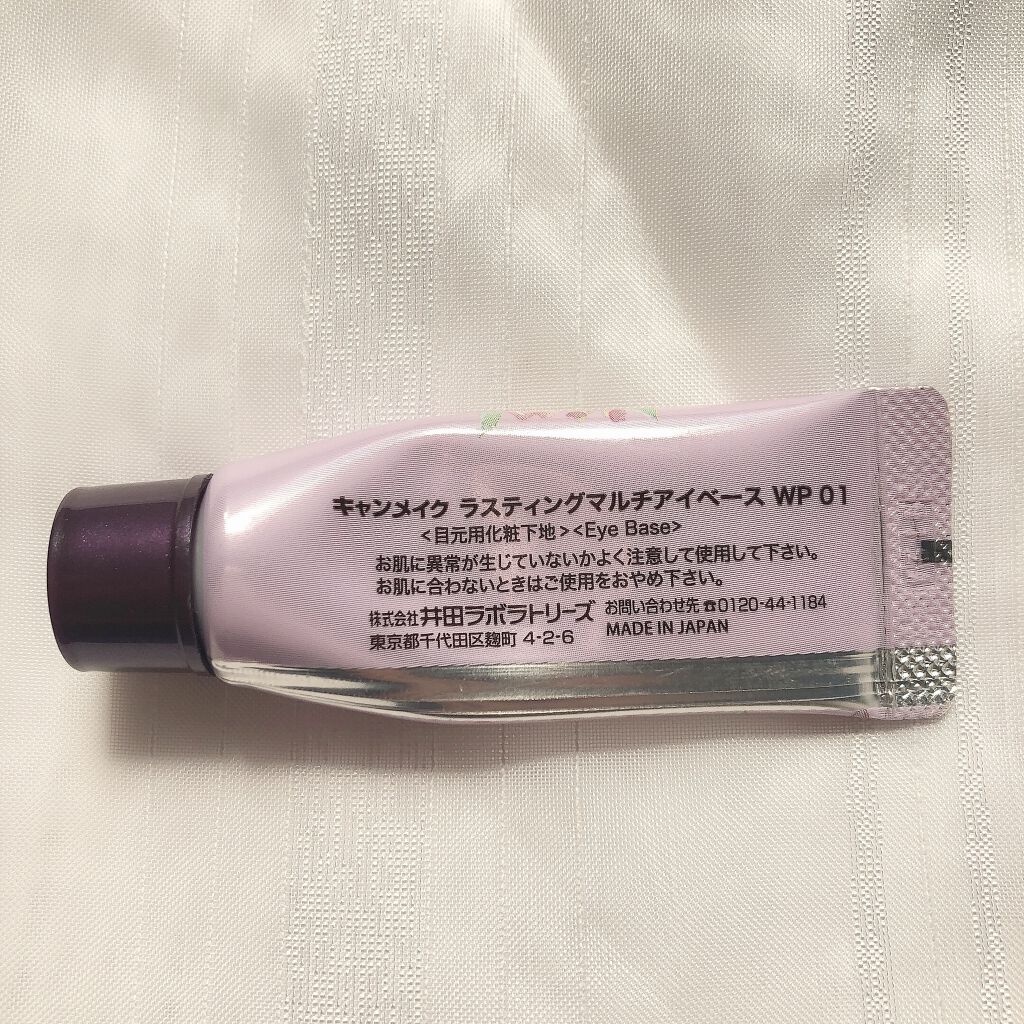 キャンメイク ラスティングマルチアイベース WP 01
<目元用化粧下地><Eye Base>
お肌に異常が生じていないかよく注意して使用して下さい。
お肌に合わないときはご使用をおやめ下さい。
株式会社井田ラボラトリーズ お問い合わせ先☎0120-44-1184
東京都千代田区麹町 4-2-6 MADE IN JAPAN